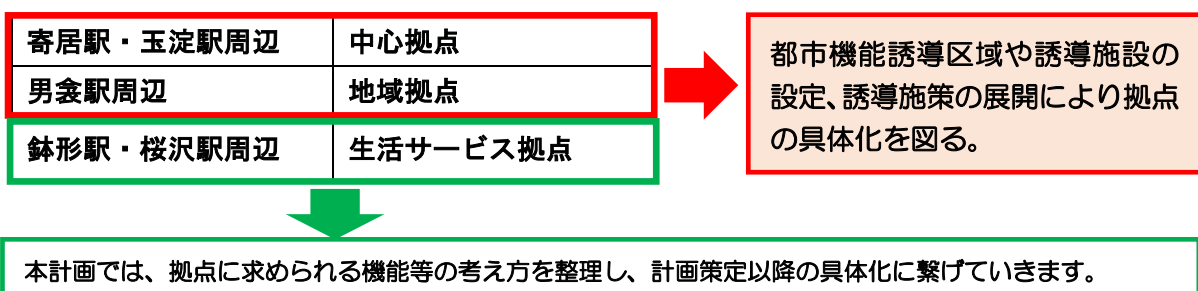 寄居駅・玉淀駅周辺 中心拠点
男衾駅周辺 地域拠点
鉢形駅・桜沢駅周辺 生活サービス拠点
都市機能誘導区域や誘導施設の
設定、誘導施策の展開により拠点
の具体化を図る。
本計画では、拠点に求められる機能等の考え方を整理し、計画策定以降の具体化に繋げていきます。